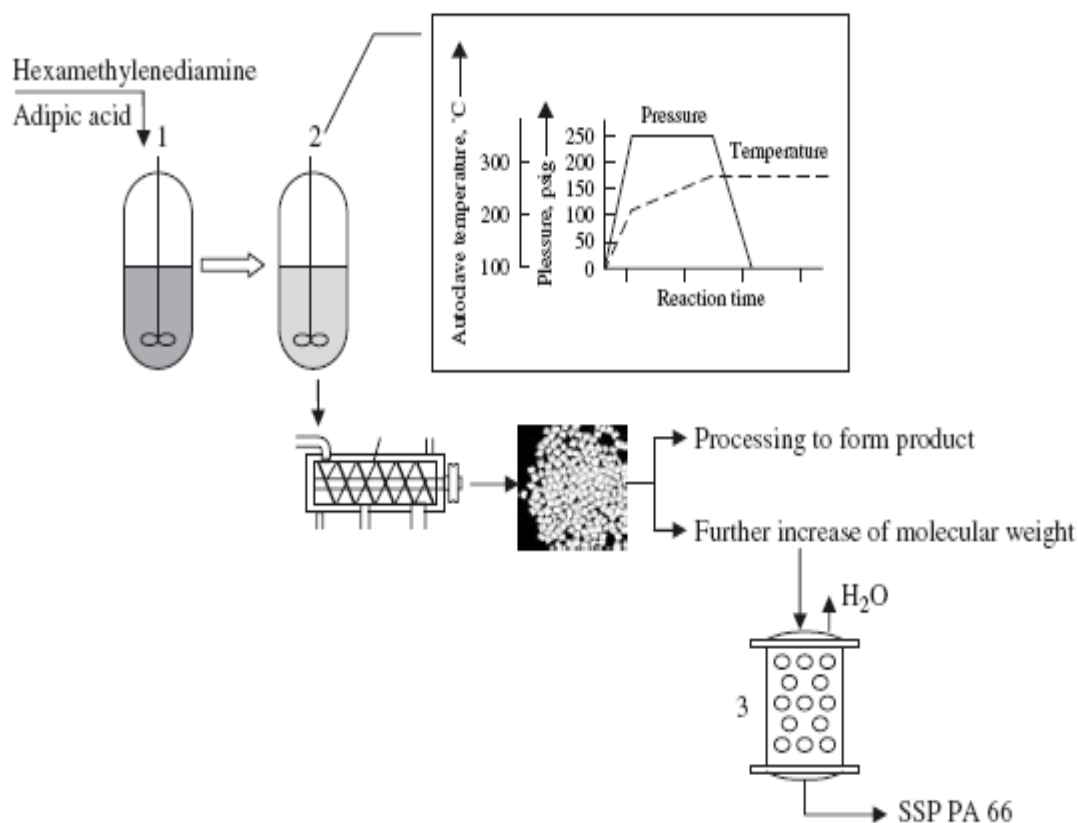 Hexamethylenediamine
Adipic acid
1
2
Autoclave temperature, °C
300
200
100
Plessure, psig
250
200
150
100
50
0
Pressure
Temperature
Reaction time
Processing to form product
Further increase of molecular weight
H₂O
3
SSP PA 66